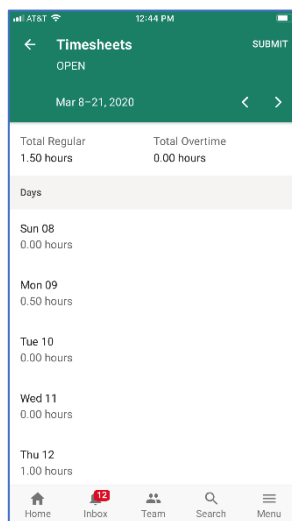 AT&T 12:44 PM
Timesheets SUBMIT
OPEN
Mar 8–21, 2020
Total Regular Total Overtime
1.50 hours 0.00 hours
Days
Sun 08
0.00 hours
Mon 09
0.50 hours
Tue 10
0.00 hours
Wed 11
0.00 hours
Thu 12
1.00 hours
12
Home Inbox Team Search Menu